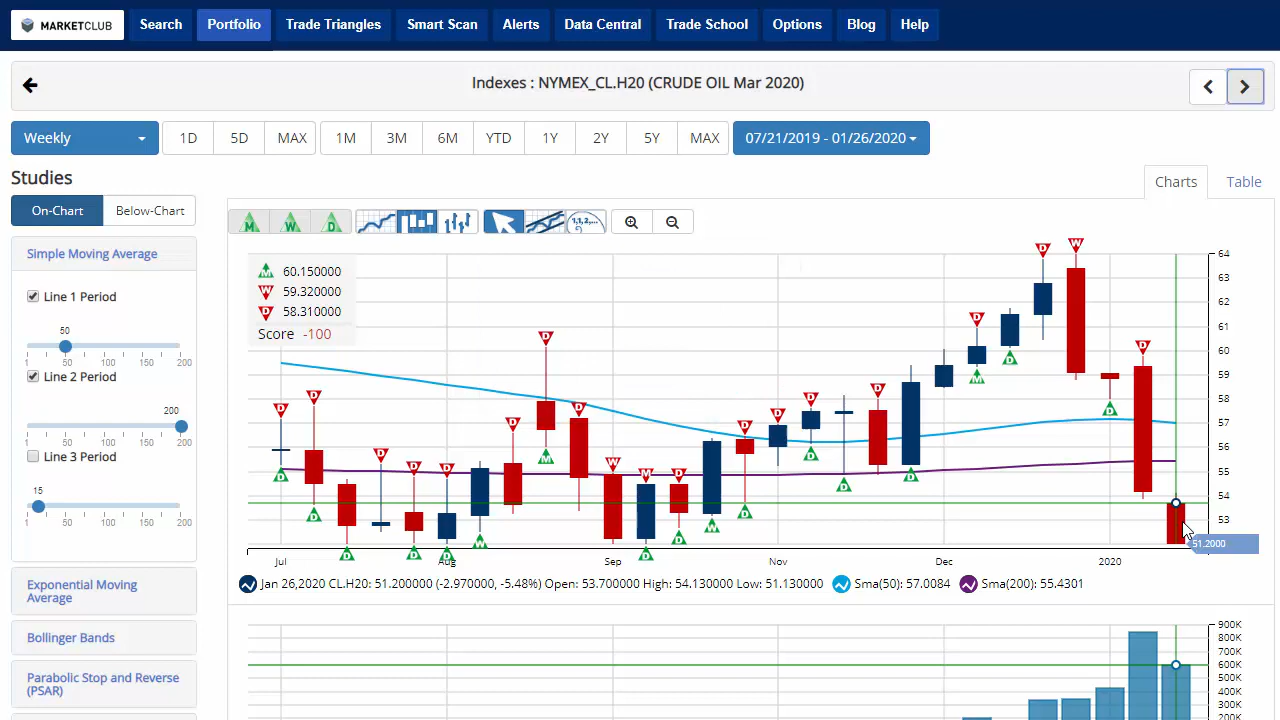 MARKETCLUB Search Portfolio Trade Triangles Smart Scan Alerts Data Central Trade School Options Blog Help
Indexes : NYMEX_CL.H20 (CRUDE OIL Mar 2020)
Weekly 1D 5D MAX 1M 3M 6M YTD 1Y 2Y 5Y MAX 07/21/2019 - 01/26/2020
Studies
Charts Table
On-Chart Below-Chart
M W D 1,2,...
Simple Moving Average
Line 1 Period
50
1 50 100 150 200
Line 2 Period
200
1 50 100 150 200
Line 3 Period
15
1 50 100 150 200
Exponential Moving
Average
Bollinger Bands
Parabolic Stop and Reverse
(PSAR)
M 60.150000
W 59.320000
D 58.310000
Score -100
64
63
62
61
60
59
58
57
56
55
54
53
51.2000
Jul Aug Sep Nov Dec 2020
Jan 26,2020 CL.H20: 51.200000 (-2.970000, -5.48%) Open: 53.700000 High: 54.130000 Low: 51.130000 Sma(50): 57.0084 Sma(200): 55.4301
900K
800K
700K
600K
500K
400K
300K
200K